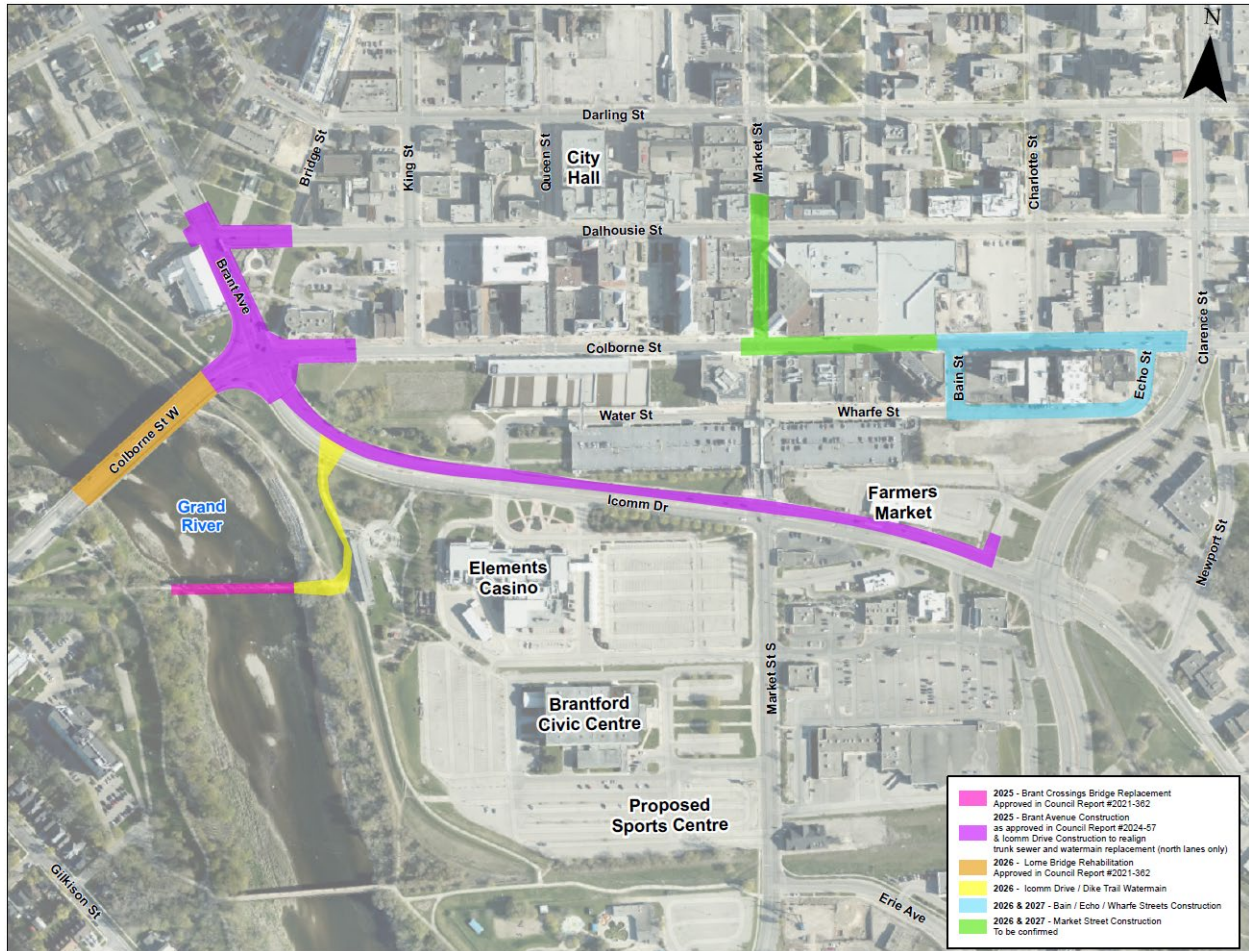 N
Darling St
Bridge St
King St
Queen St
City
Hall
Market St
Charlotte St
Dalhousie St
Brant Ave
Clarence St
Colborne St
Bain St
Echo St
Water St
Wharfe St
Colborne St W
Grand
River
Icomm Dr
Farmers
Market
Newport St
Elements
Casino
Market St S
Brantford
Civic Centre
Proposed
Sports Centre
Gilkison St
Erie Ave
2025 - Brant Crossings Bridge Replacement
Approved in Council Report #2021-362
2025 - Brant Avenue Construction
as approved in Council Report #2024-57
& Icomm Drive Construction to realign
trunk sewer and watermain replacement (north lanes only)
2026 - Lorne Bridge Rehabilitation
Approved in Council Report #2021-362
2026 - Icomm Drive / Dike Trail Watermain
2026 & 2027 - Bain / Echo / Wharfe Streets Construction
2026 & 2027 - Market Street Construction
To be confirmed